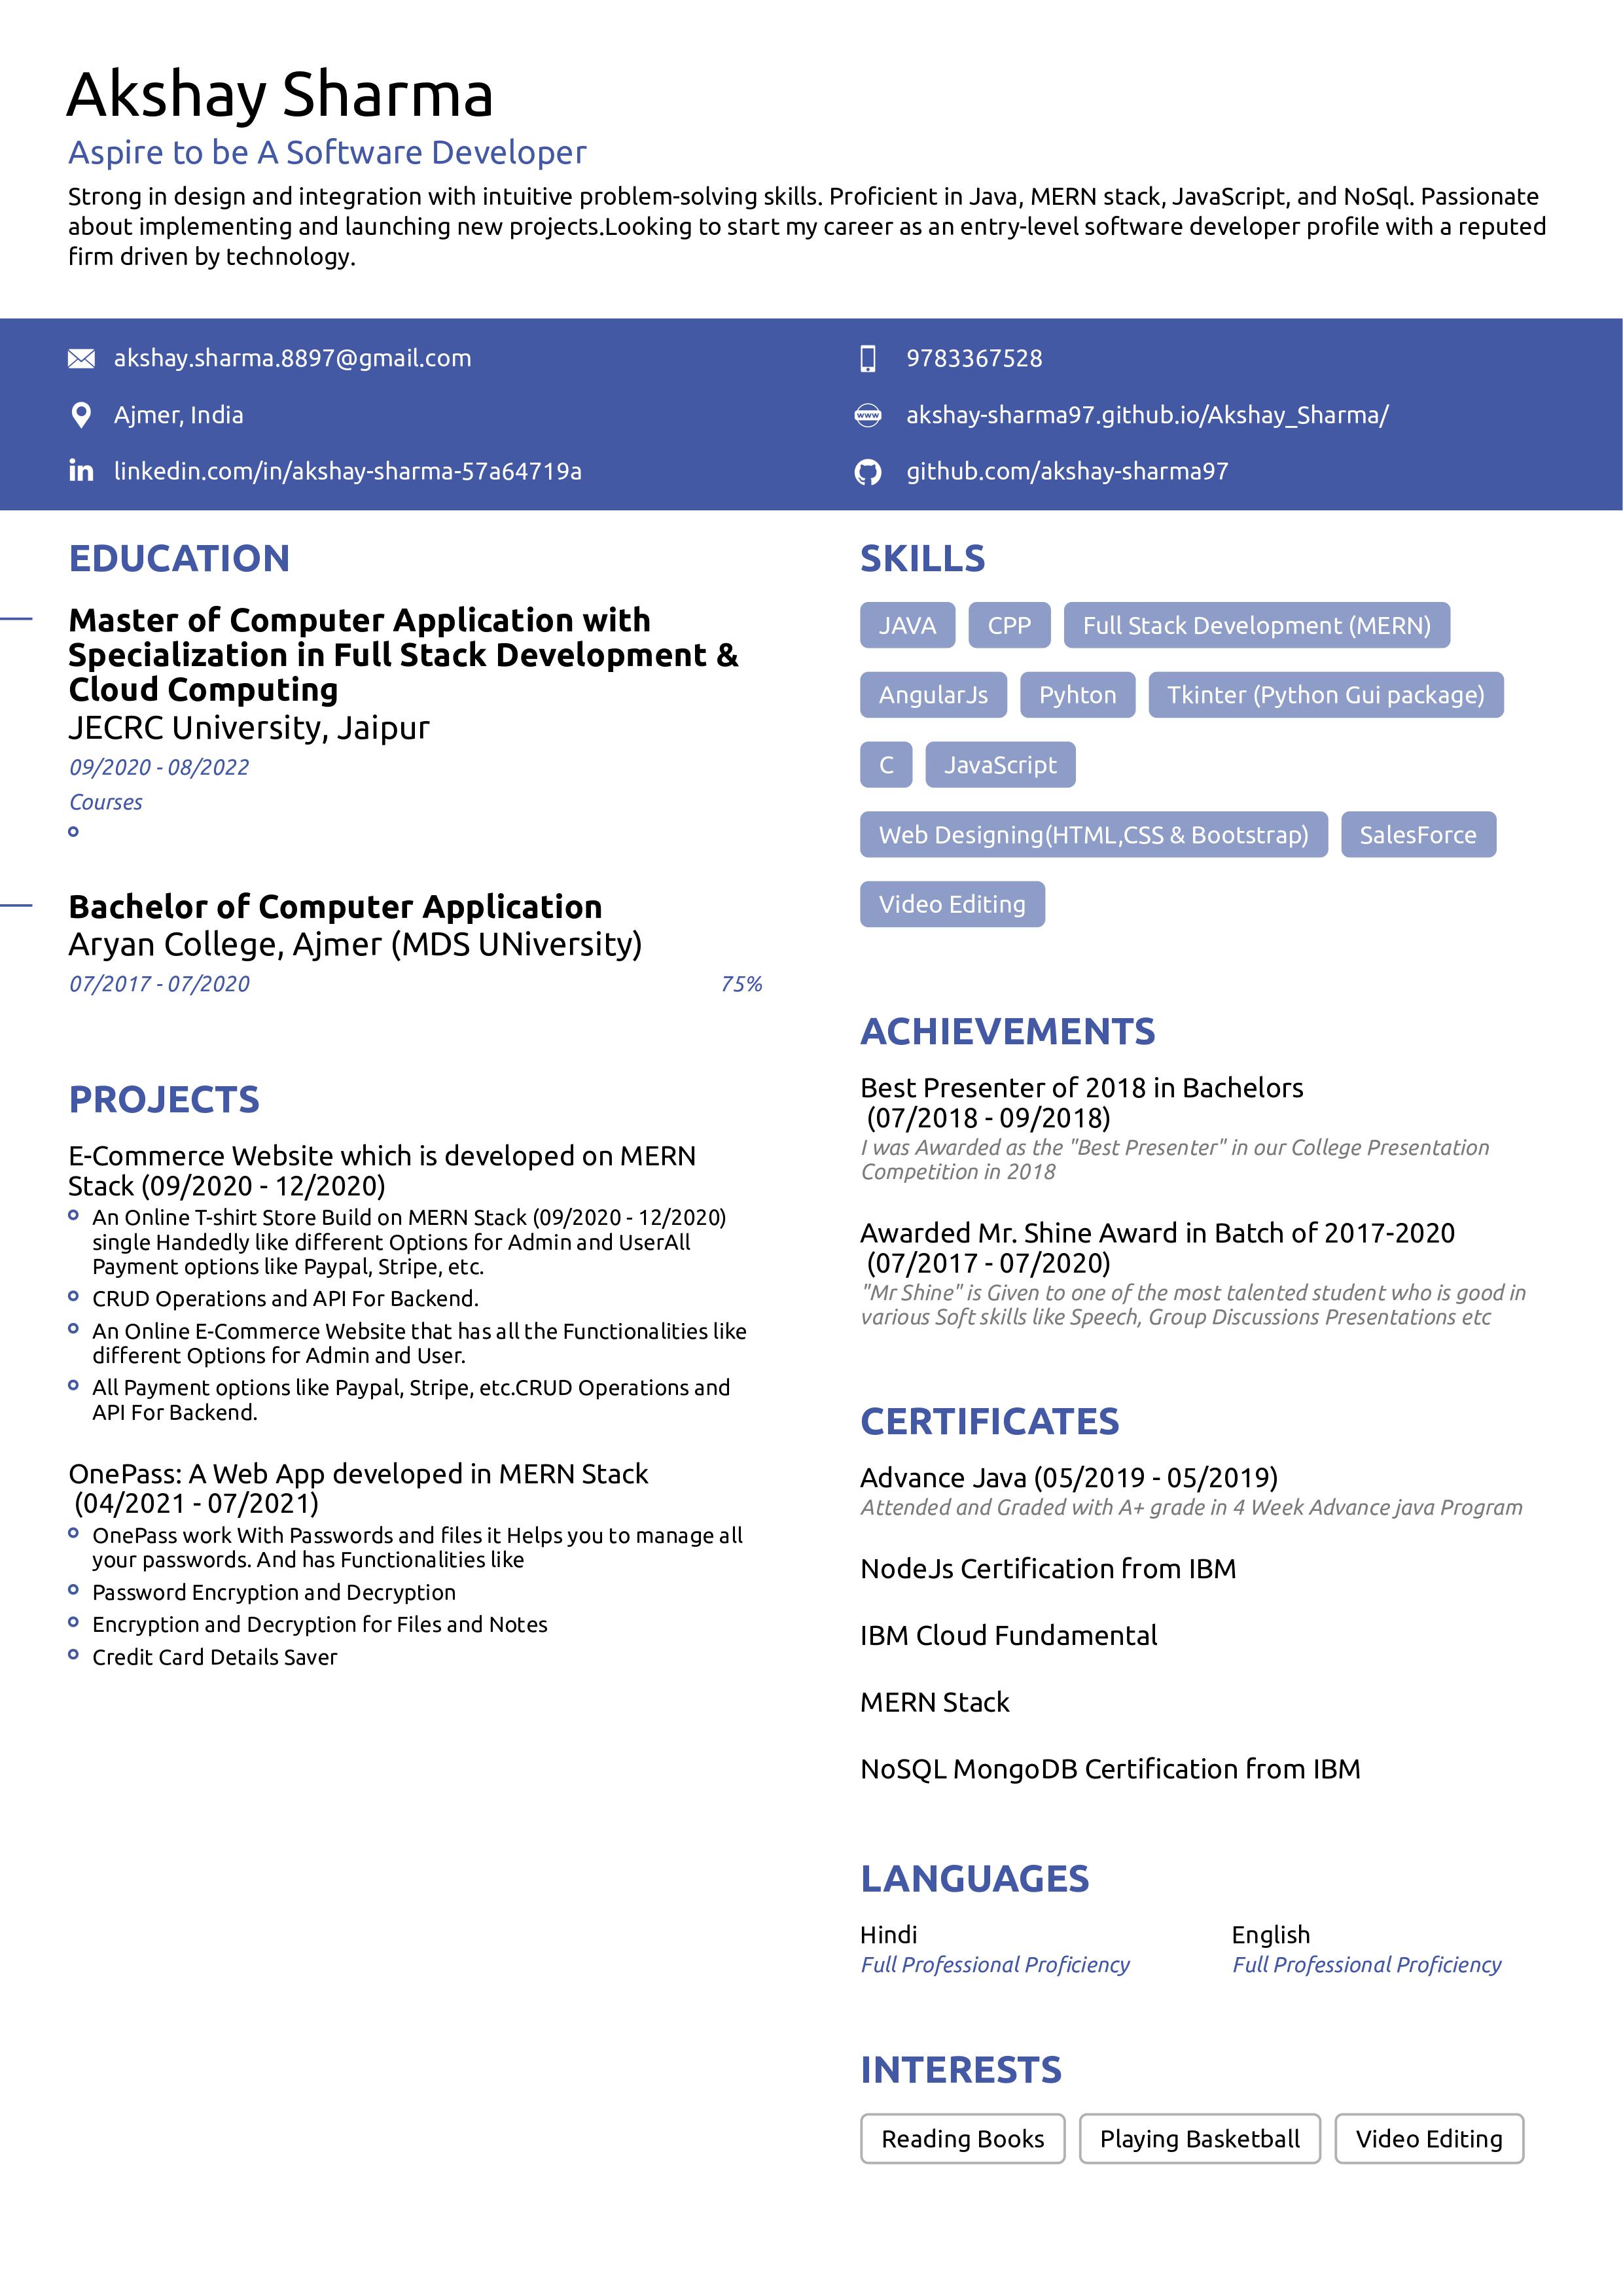 Akshay Sharma
Aspire to be A Software Developer
Strong in design and integration with intuitive problem-solving skills. Proficient in Java, MERN stack, JavaScript, and NoSql. Passionate
about implementing and launching new projects.Looking to start my career as an entry-level software developer profile with a reputed
firm driven by technology.
akshay.sharma.8897@gmail.com
9783367528
Ajmer, India
www
akshay-sharma97.github.io/Akshay_Sharma/
in
linkedin.com/in/akshay-sharma-57a64719a
github.com/akshay-sharma97
EDUCATION
Master of Computer Application with
Specialization in Full Stack Development &
Cloud Computing
JECRC University, Jaipur
09/2020 - 08/2022
Courses
Bachelor of Computer Application
Aryan College, Ajmer (MDS UNiversity)
07/2017 - 07/2020 75%
PROJECTS
E-Commerce Website which is developed on MERN
Stack (09/2020 - 12/2020)
An Online T-shirt Store Build on MERN Stack (09/2020 - 12/2020)
single Handedly like different Options for Admin and UserAll
Payment options like Paypal, Stripe, etc.
CRUD Operations and API For Backend.
An Online E-Commerce Website that has all the Functionalities like
different Options for Admin and User.
All Payment options like Paypal, Stripe, etc.CRUD Operations and
API For Backend.
OnePass: A Web App developed in MERN Stack
(04/2021 - 07/2021)
OnePass work With Passwords and files it Helps you to manage all
your passwords. And has Functionalities like
Password Encryption and Decryption
Encryption and Decryption for Files and Notes
Credit Card Details Saver
SKILLS
JAVA CPP Full Stack Development (MERN)
AngularJs Pyhton Tkinter (Python Gui package)
C JavaScript
Web Designing(HTML,CSS & Bootstrap) SalesForce
Video Editing
ACHIEVEMENTS
Best Presenter of 2018 in Bachelors
(07/2018 - 09/2018)
I was Awarded as the "Best Presenter" in our College Presentation
Competition in 2018
Awarded Mr. Shine Award in Batch of 2017-2020
(07/2017 - 07/2020)
"Mr Shine" is Given to one of the most talented student who is good in
various Soft skills like Speech, Group Discussions Presentations etc
CERTIFICATES
Advance Java (05/2019 - 05/2019)
Attended and Graded with A+ grade in 4 Week Advance java Program
NodeJs Certification from IBM
IBM Cloud Fundamental
MERN Stack
NoSQL MongoDB Certification from IBM
LANGUAGES
Hindi English
Full Professional Proficiency Full Professional Proficiency
INTERESTS
Reading Books Playing Basketball Video Editing